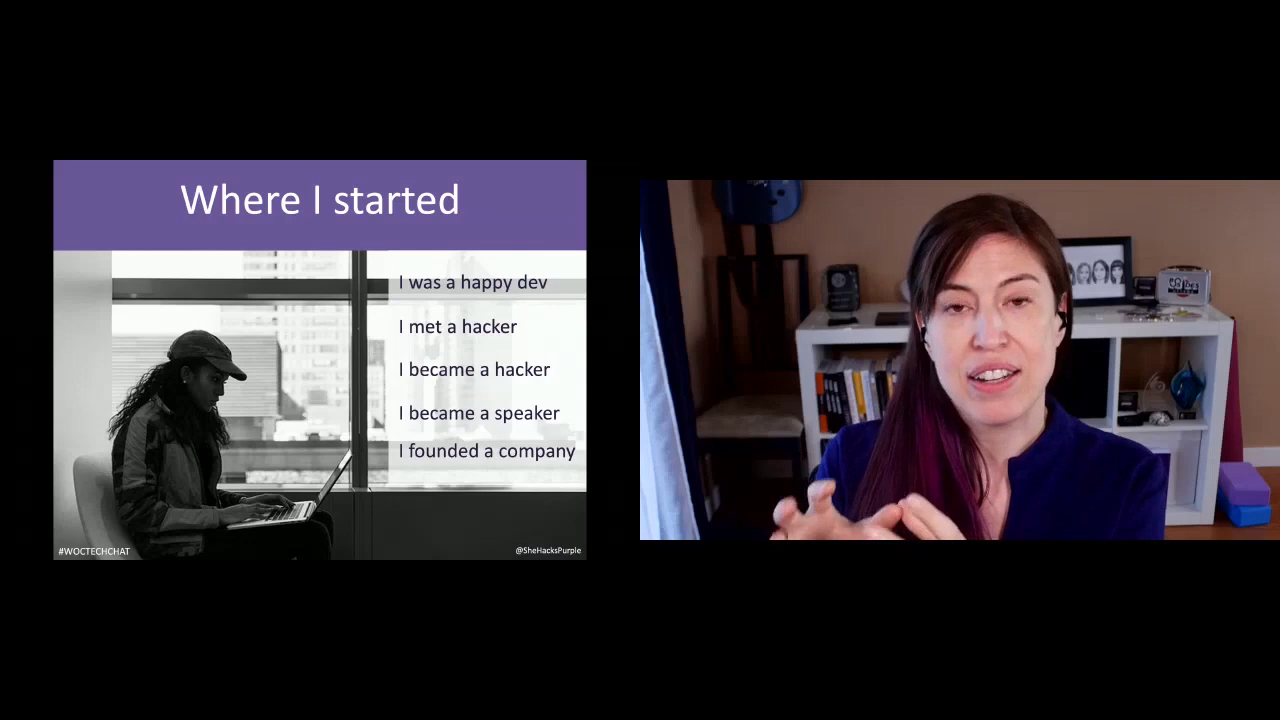 Where I started
I was a happy dev
I met a hacker
I became a hacker
I became a speaker
I founded a company
#WOCTECHCHAT
@SheHacksPurple